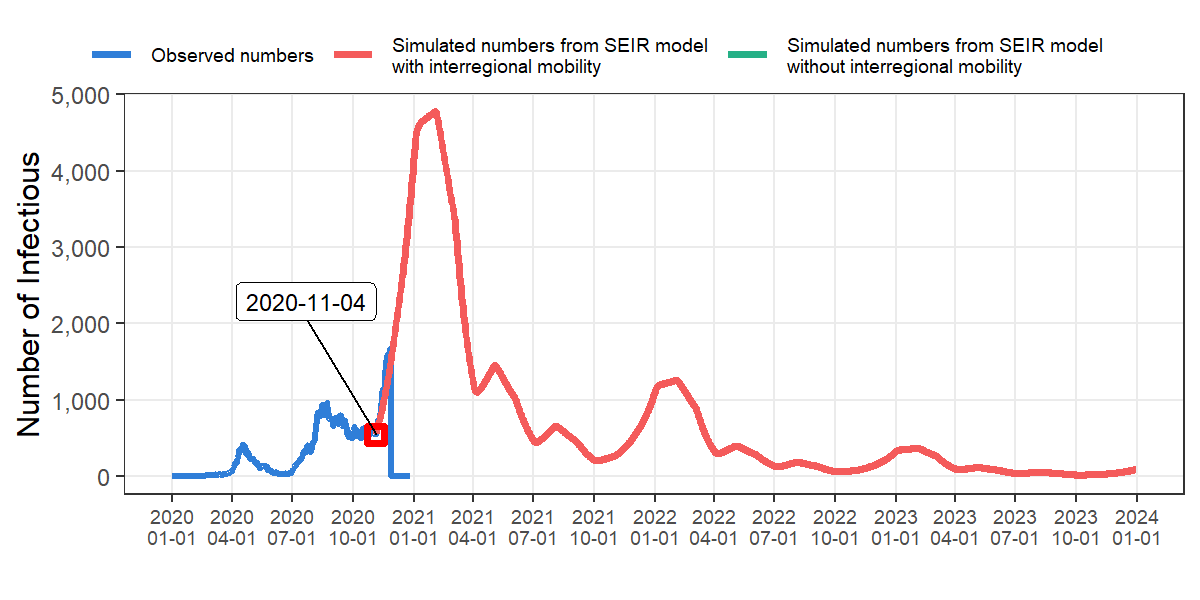 Observed numbers
Simulated numbers from SEIR model
with interregional mobility
Simulated numbers from SEIR model
without interregional mobility
Number of Infectious
5,000
4,000
3,000
2,000
1,000
0
2020-11-04
2020 2020 2020 2020 2021 2021 2021 2021 2022 2022 2022 2022 2023 2023 2023 2023 2024
01-01 04-01 07-01 10-01 01-01 04-01 07-01 10-01 01-01 04-01 07-01 10-01 01-01 04-01 07-01 10-01 01-01